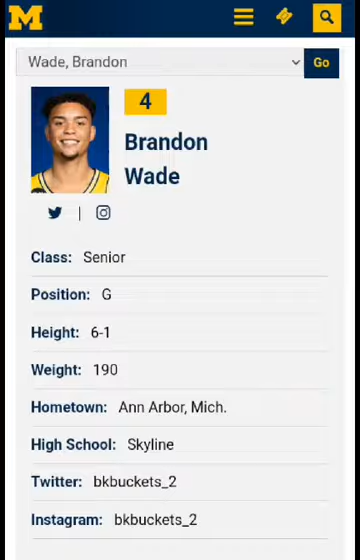 M
Wade, Brandon
Go
4
Brandon
Wade
Class: Senior
Position: G
Height: 6-1
Weight: 190
Hometown: Ann Arbor, Mich.
High School: Skyline
Twitter: bkbuckets_2
Instagram: bkbuckets_2